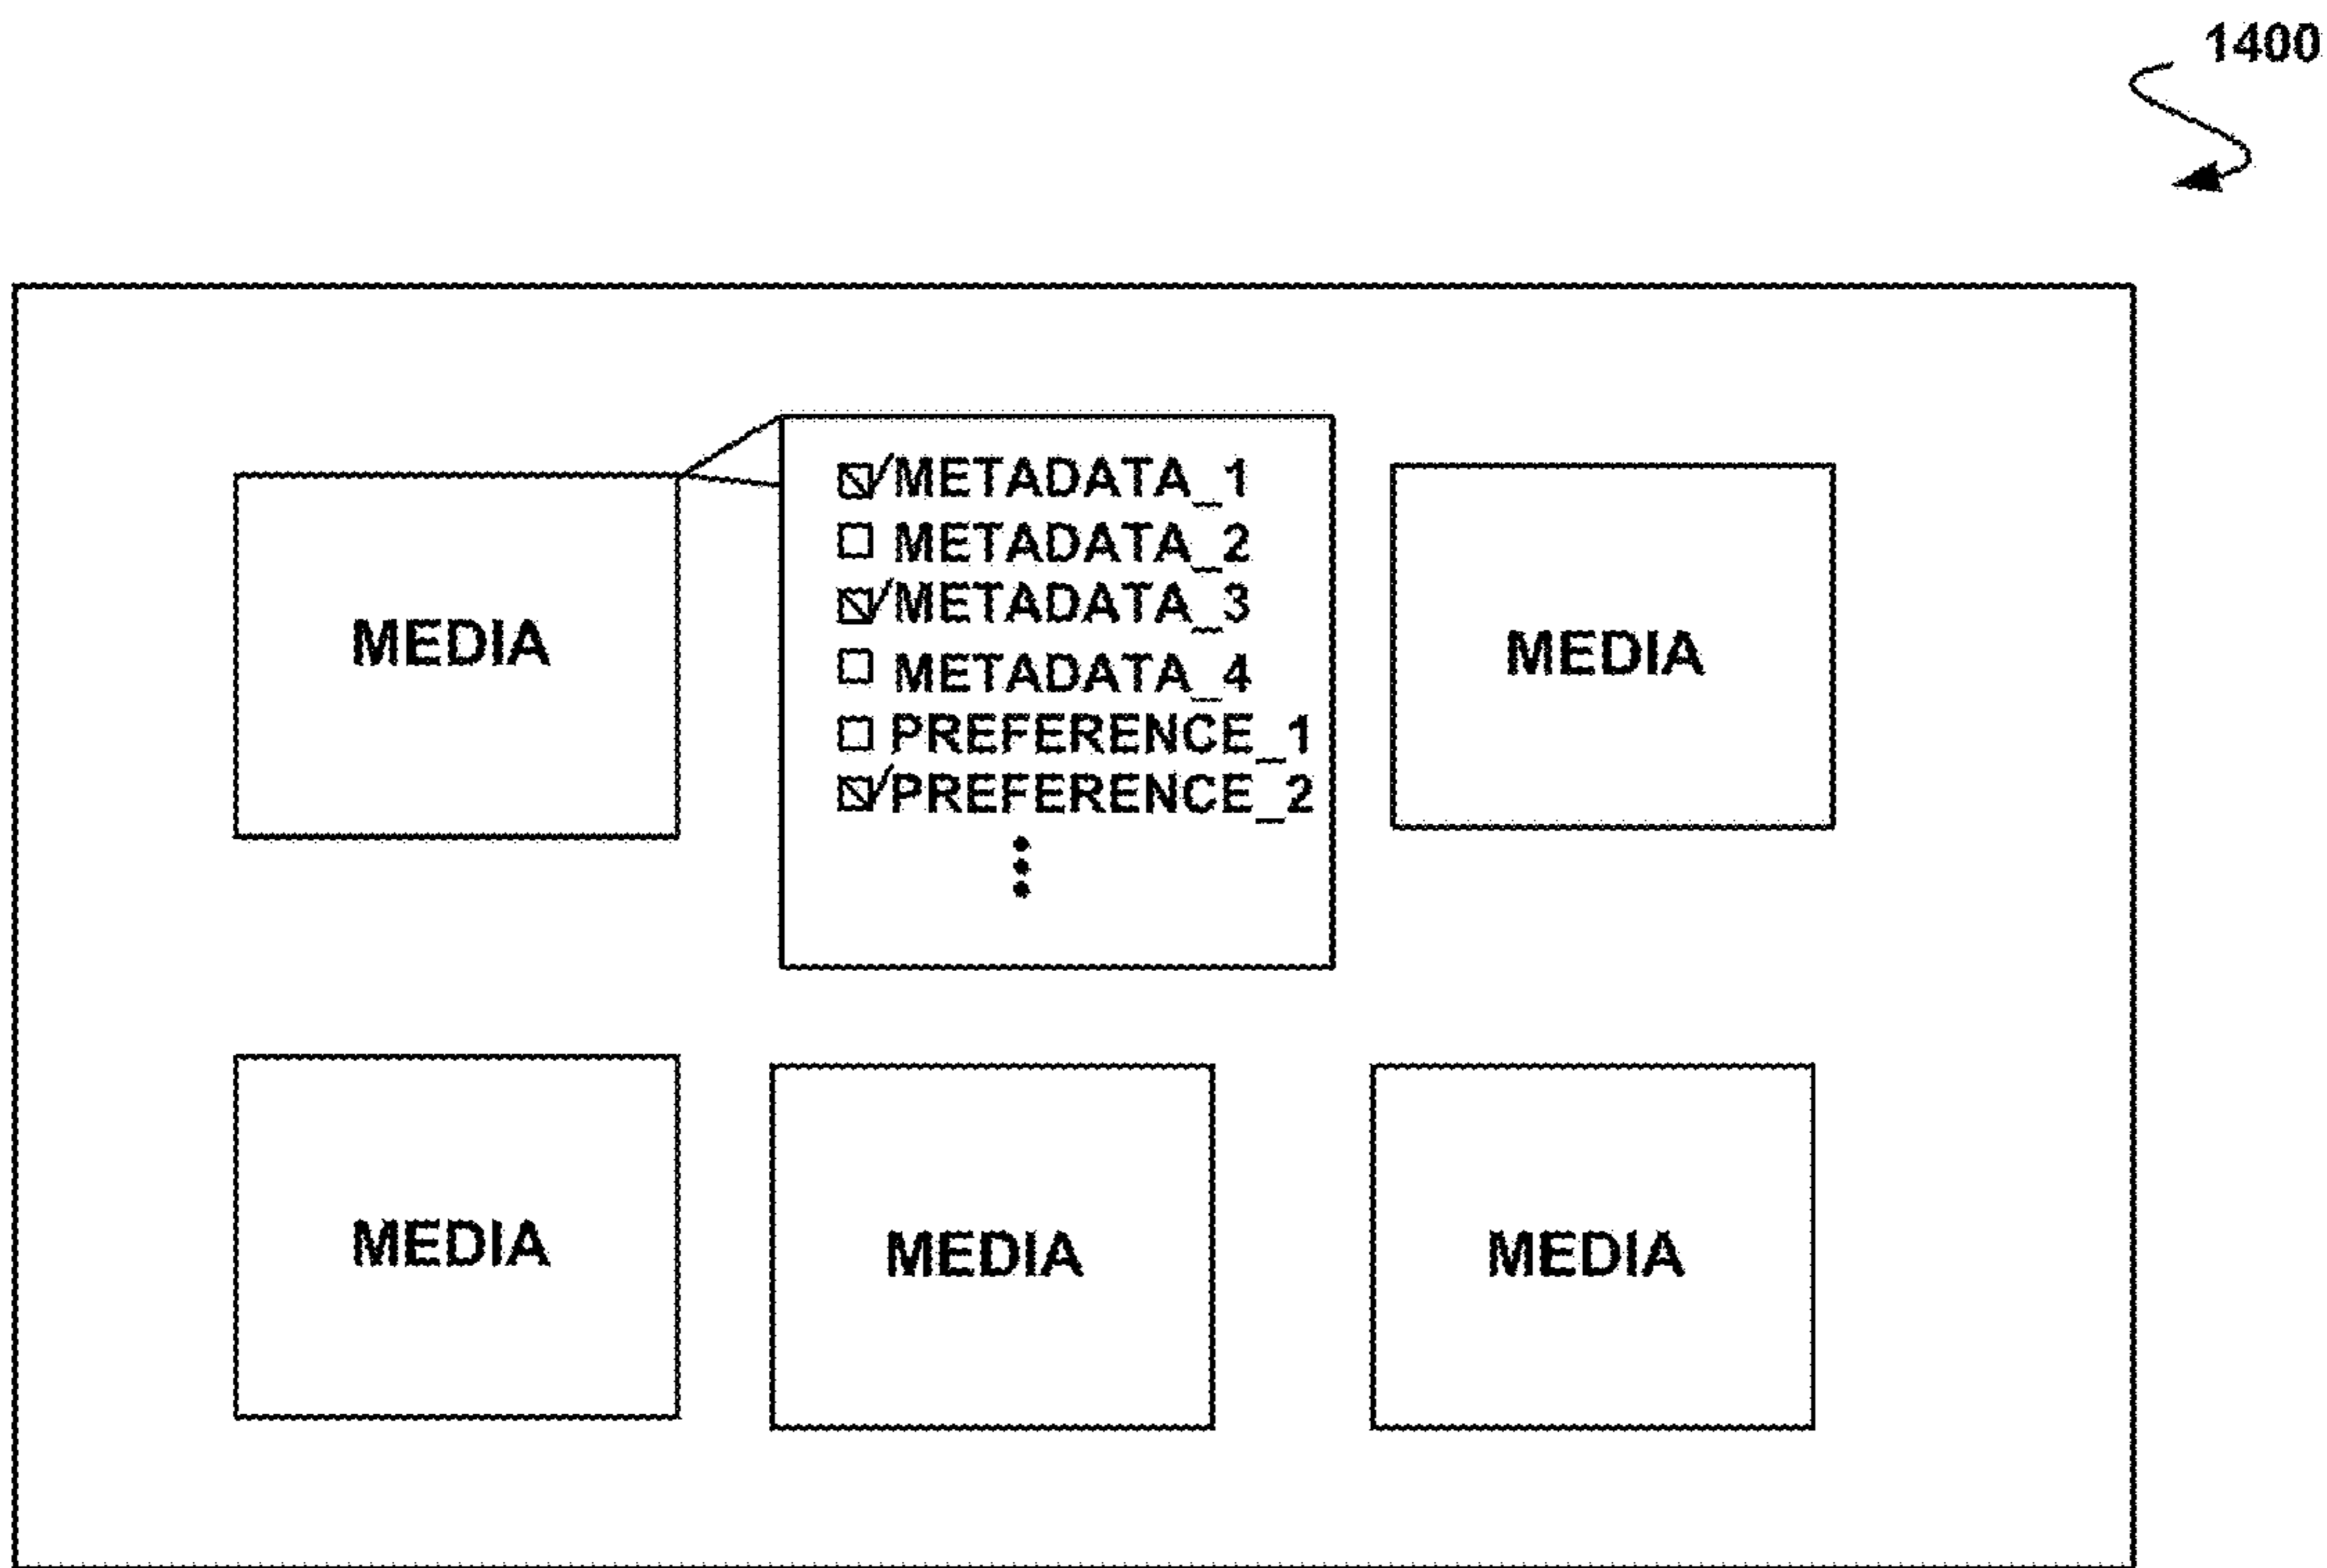 1400
MEDIA
METADATA_1
METADATA_2
METADATA_3
METADATA_4
PREFERENCE_1
PREFERENCE_2
MEDIA
MEDIA
MEDIA
MEDIA